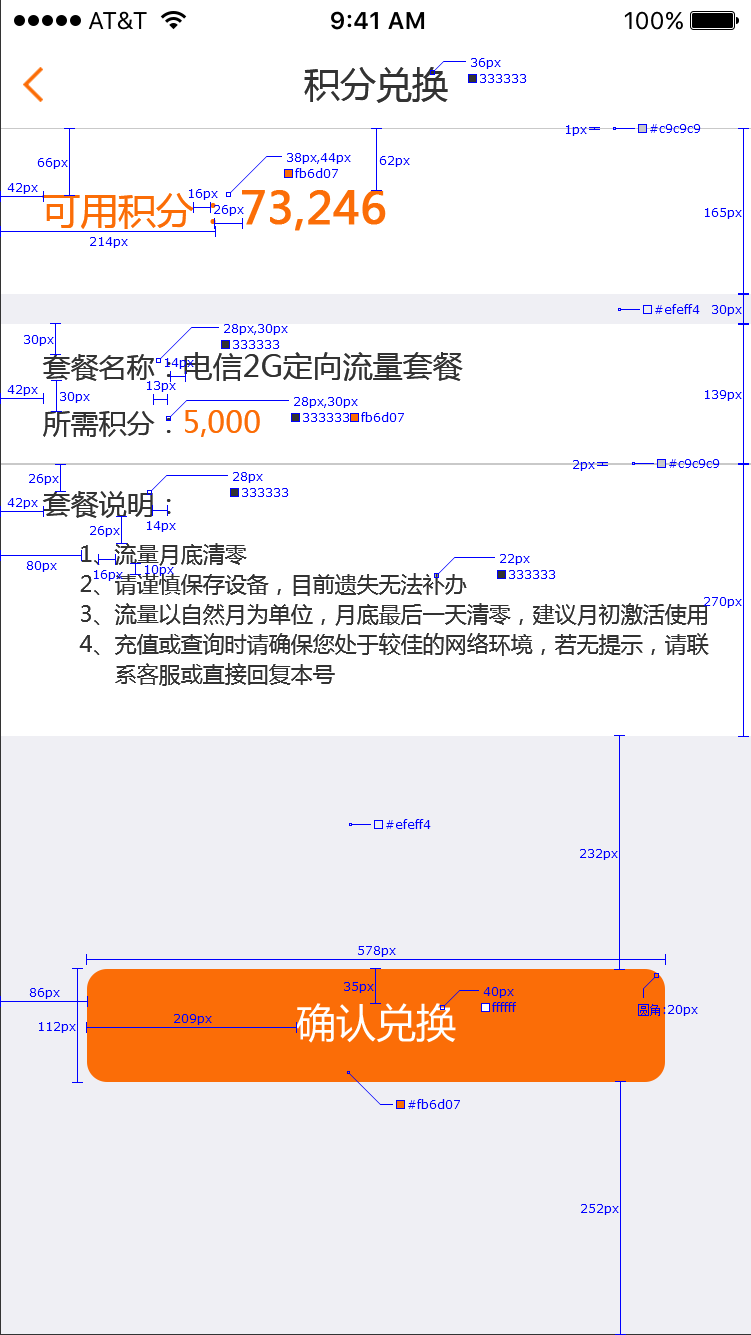 AT&T 9:41 AM 100%
36px
积分兑换
333333
1px #c9c9c9
66px 38px,44px 62px
fb6d07
42px 16px
可用积分：73,246
26px 165px
214px
#efeff4 30px
28px,30px
30px 333333
套餐名称：电信2G定向流量套餐
14px
13px
42px 30px 28px,30px 139px
所需积分：5,000
333333 fb6d07
2px #c9c9c9
26px 28px
333333
42px 套餐说明：
26px 14px
1、流量月底清零
22px
80px 16px 10px 333333
2、请谨慎保存设备，目前遗失无法补办
270px
3、流量以自然月为单位，月底最后一天清零，建议月初激活使用
4、充值或查询时请确保您处于较佳的网络环境，若无提示，请联
系客服或直接回复本号
#efeff4
232px
578px
86px 35px 40px
ffffff 圆角:20px
112px 209px 确认兑换
#fb6d07
252px